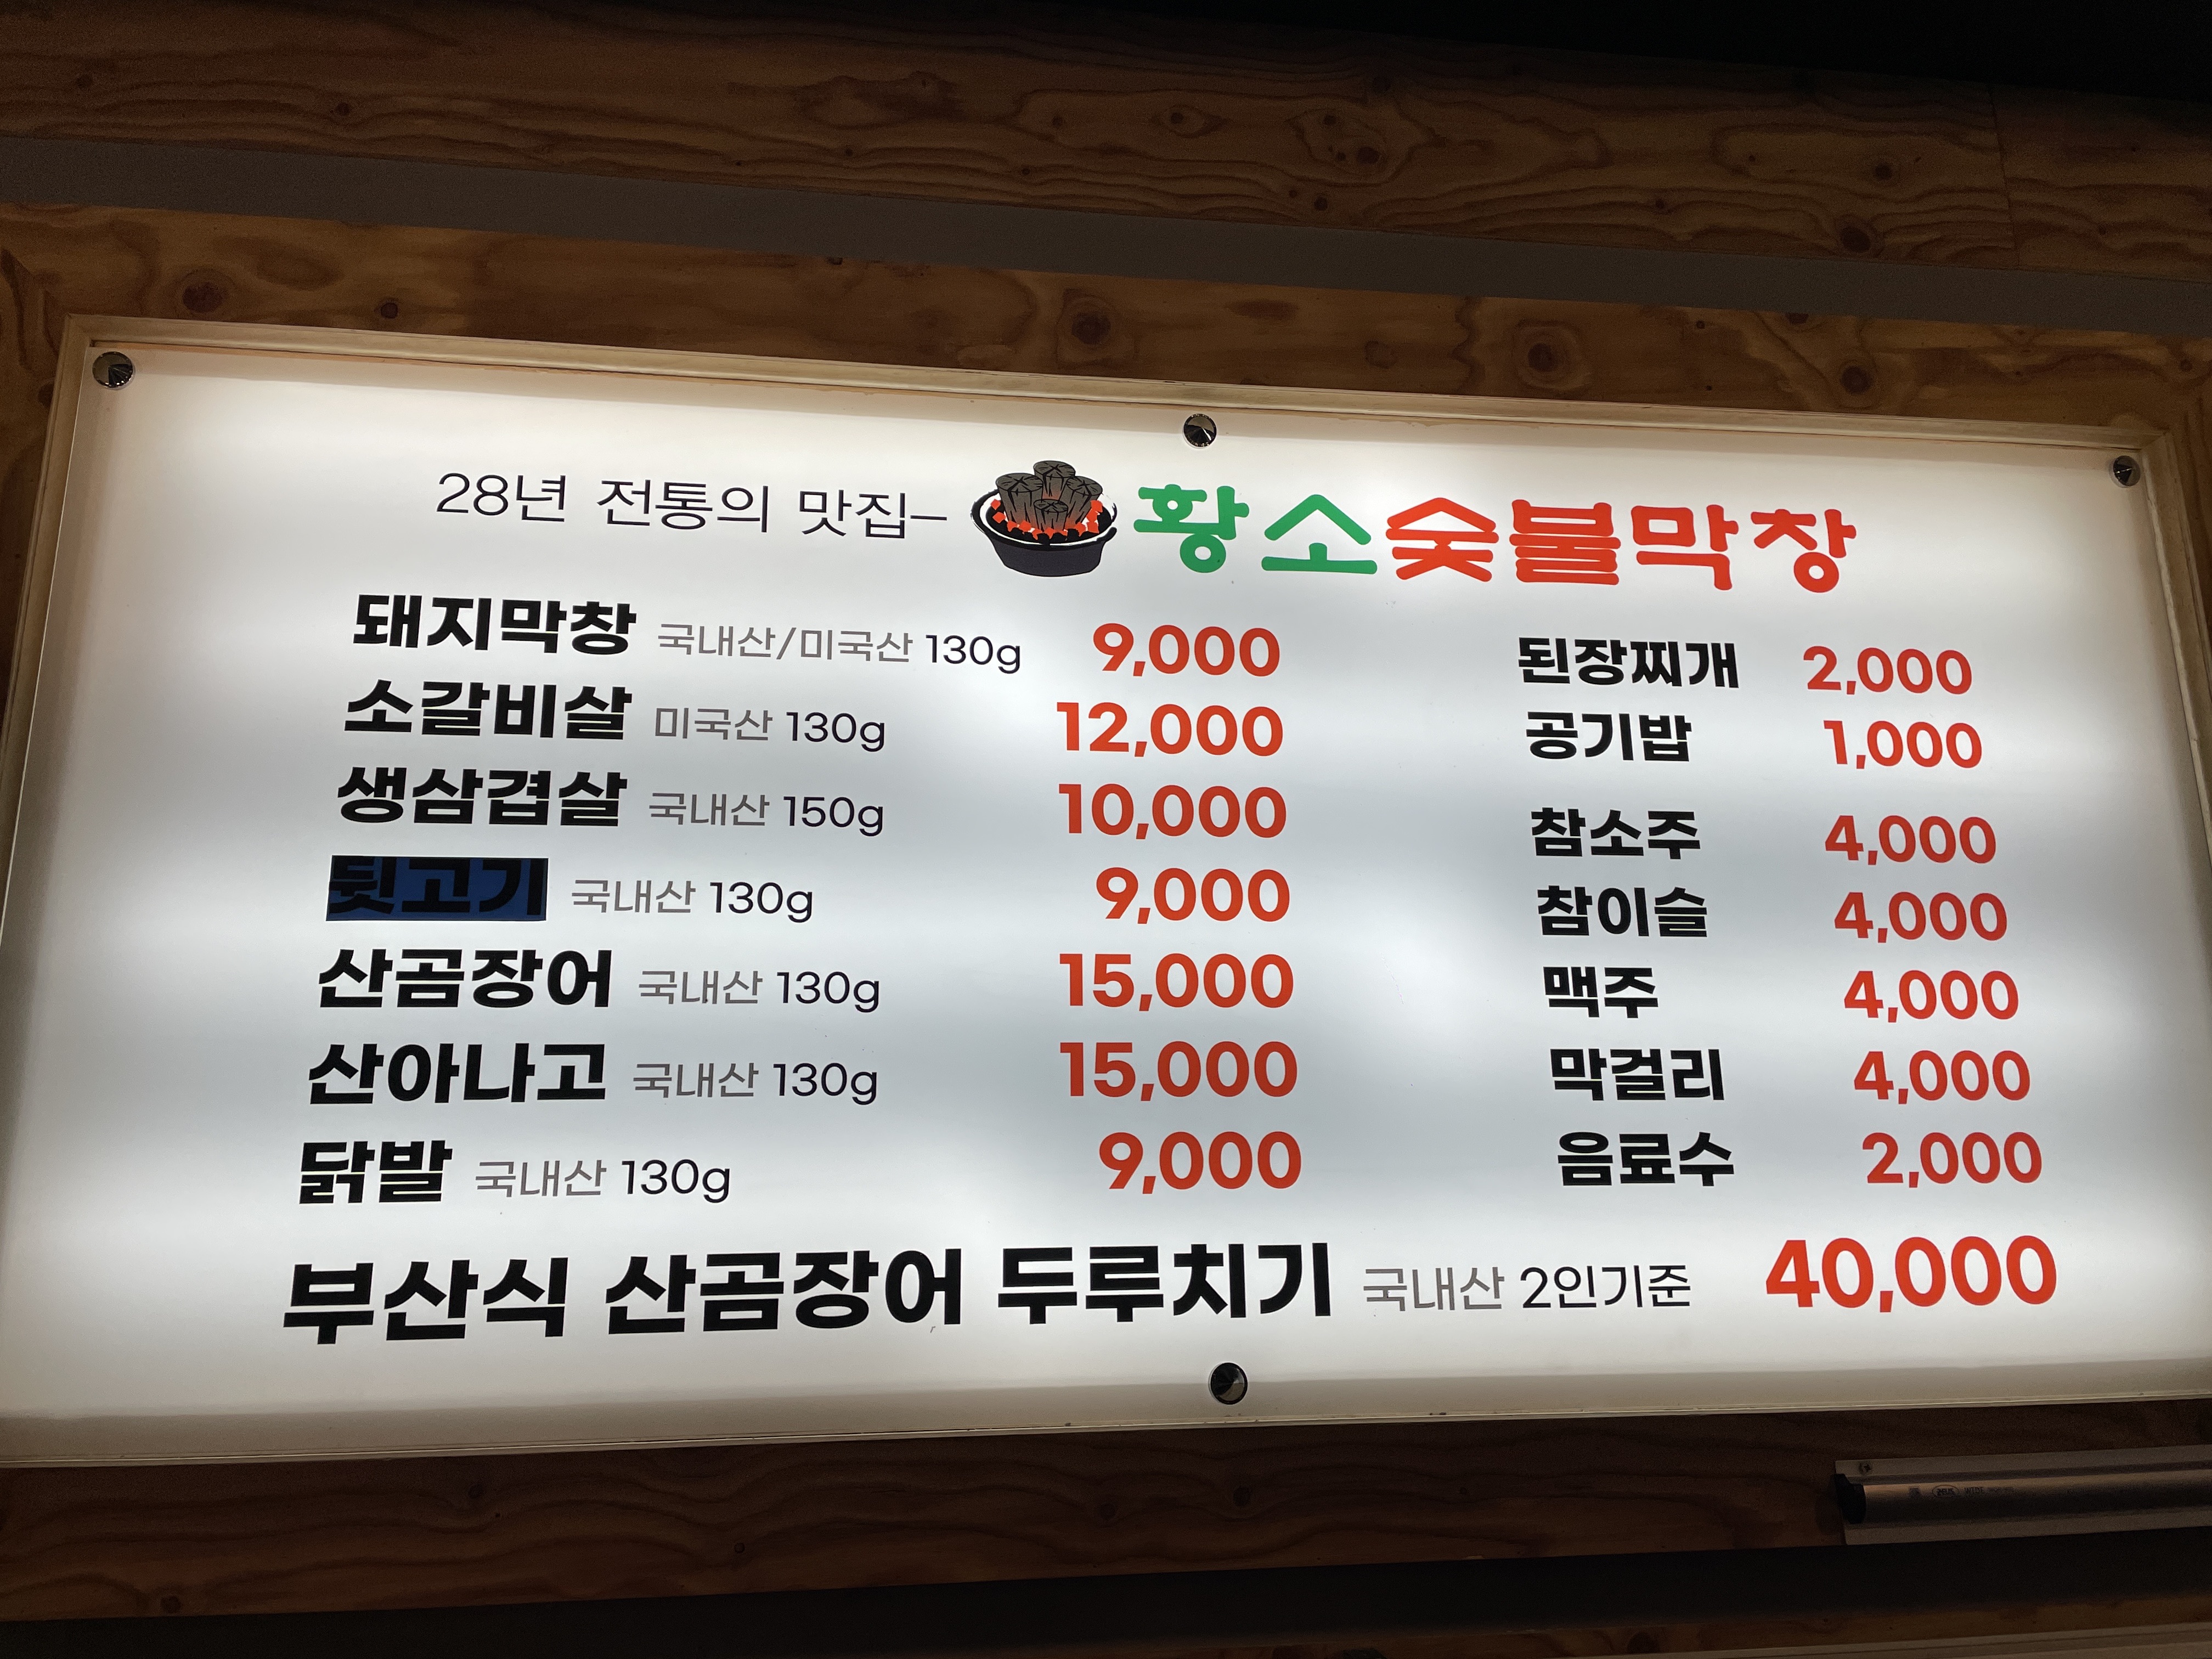 28년 전통의 맛집- 황소숯불막창
돼지막창 국내산/미국산 130g 9,000
소갈비살 미국산 130g 12,000
생삼겹살 국내산 150g 10,000
뒷고기 국내산 130g 9,000
산곰장어 국내산 130g 15,000
산아나고 국내산 130g 15,000
닭발 국내산 130g 9,000
된장찌개 2,000
공기밥 1,000
참소주 4,000
참이슬 4,000
맥주 4,000
막걸리 4,000
음료수 2,000
부산식 산곰장어 두루치기 국내산 2인기준 40,000